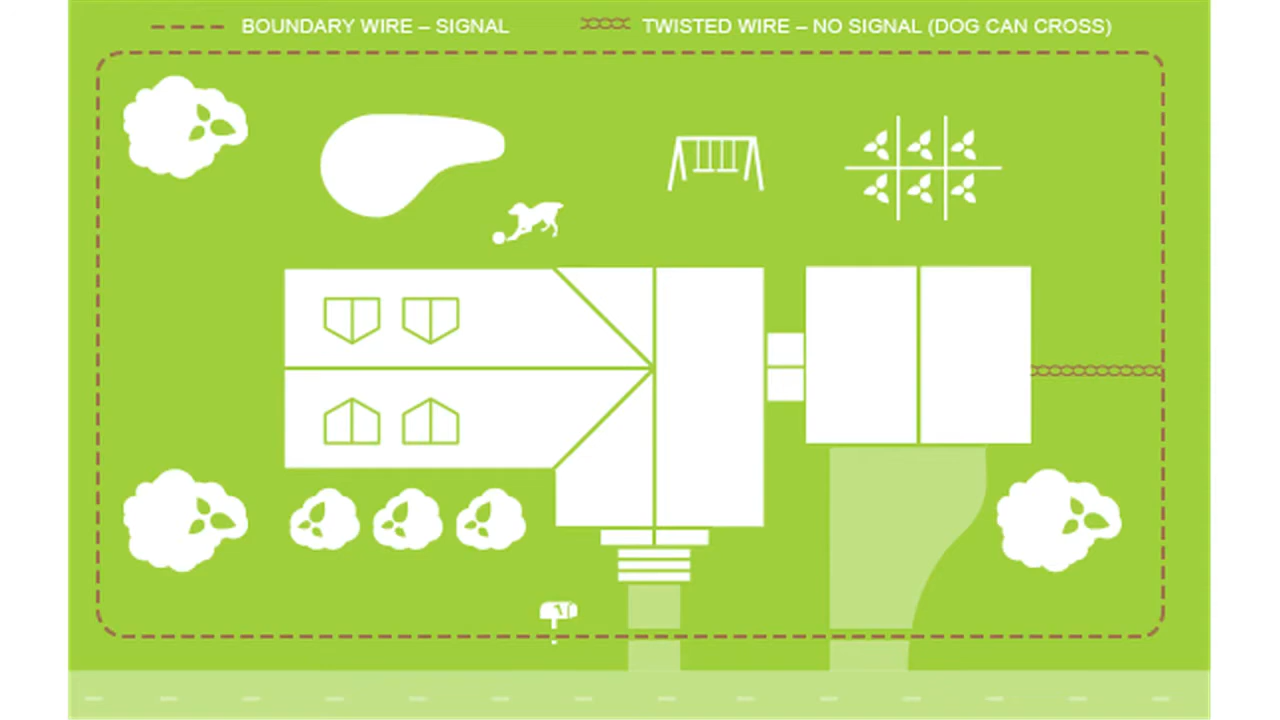 BOUNDARY WIRE – SIGNAL
TWISTED WIRE – NO SIGNAL (DOG CAN CROSS)